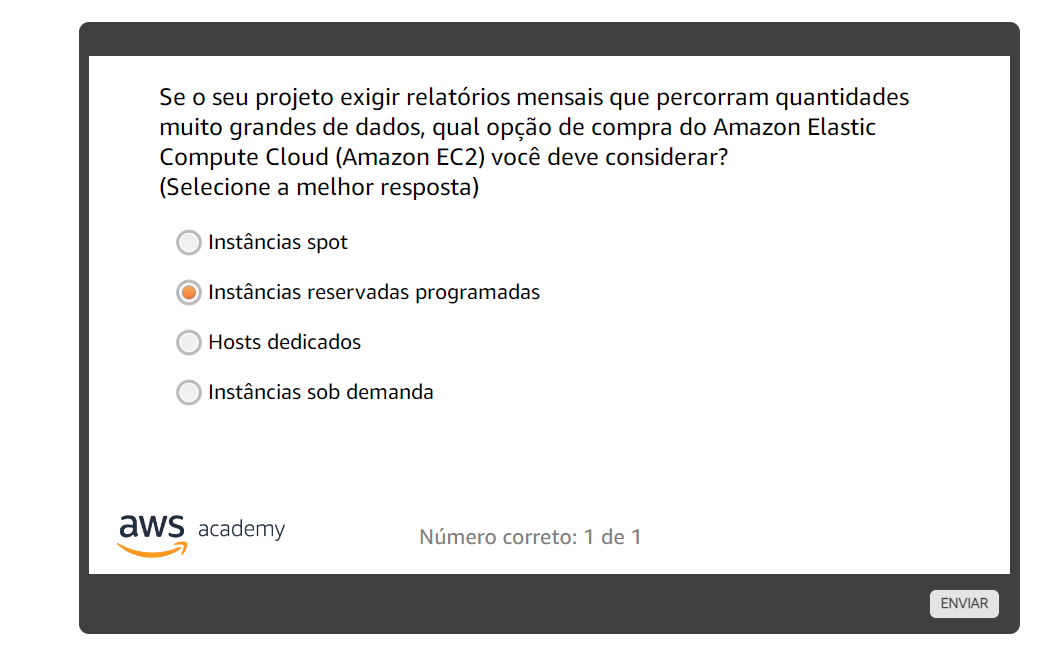 Se o seu projeto exigir relatórios mensais que percorram quantidades
muito grandes de dados, qual opção de compra do Amazon Elastic
Compute Cloud (Amazon EC2) você deve considerar?
(Selecione a melhor resposta)
Instâncias spot
Instâncias reservadas programadas
Hosts dedicados
Instâncias sob demanda
aws academy
Número correto: 1 de 1
ENVIAR